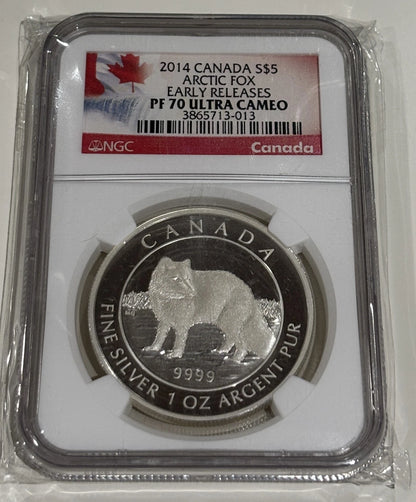 2014 CANADA S$5
ARCTIC FOX
EARLY RELEASES
PF 70 ULTRA CAMEO
3865713-013
NGC
Canada
CANADA
9999
FINE SILVER 1 OZ ARGENT PUR